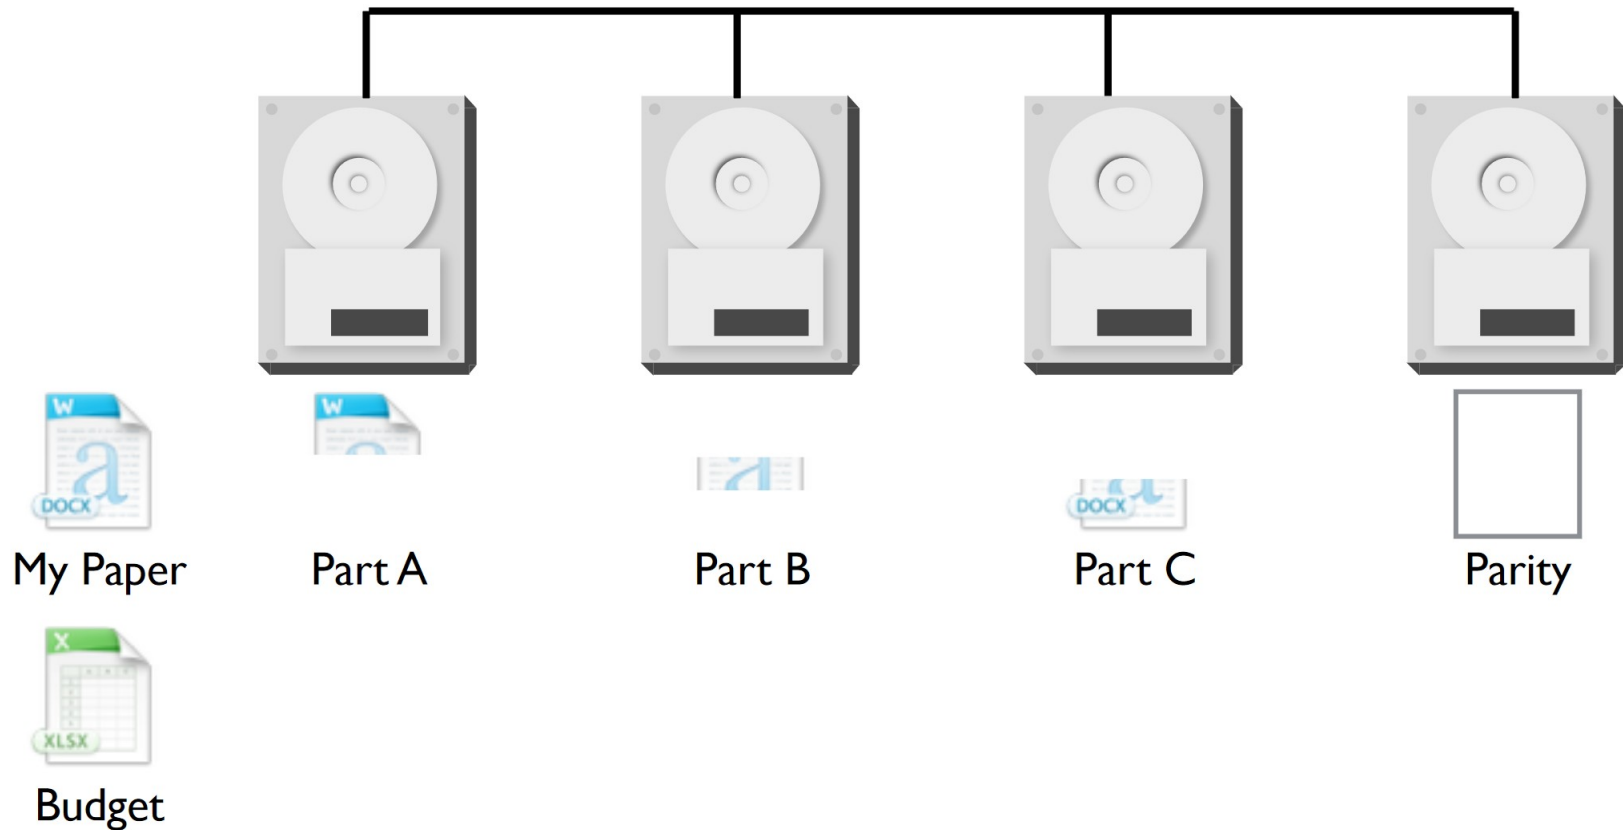 W
DOCX
My Paper
W
Part A
Part B
DOCX
Part C
Parity
X
XLSX
Budget